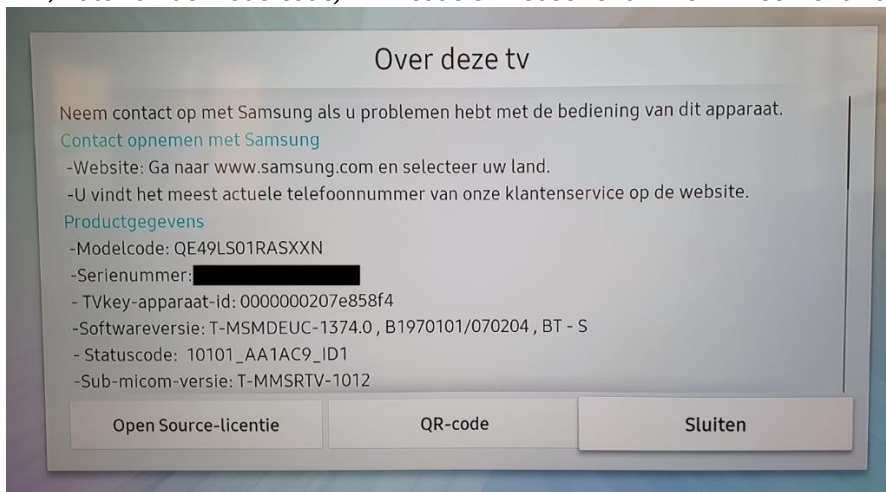 Over deze tv
Neem contact op met Samsung als u problemen hebt met de bediening van dit apparaat.
Contact opnemen met Samsung
-Website: Ga naar www.samsung.com en selecteer uw land.
-U vindt het meest actuele telefoonnummer van onze klantenservice op de website.
Productgegevens
-Modelcode: QE49LS01RASXXN
-Serienummer:
- TVkey-apparaat-id: 0000000207e858f4
-Softwareversie: T-MSMDEUC-1374.0 , B1970101/070204 , BT - S
- Statuscode: 10101_AA1AC9_ID1
-Sub-micom-versie: T-MMSRTV-1012
Open Source-licentie
QR-code
Sluiten